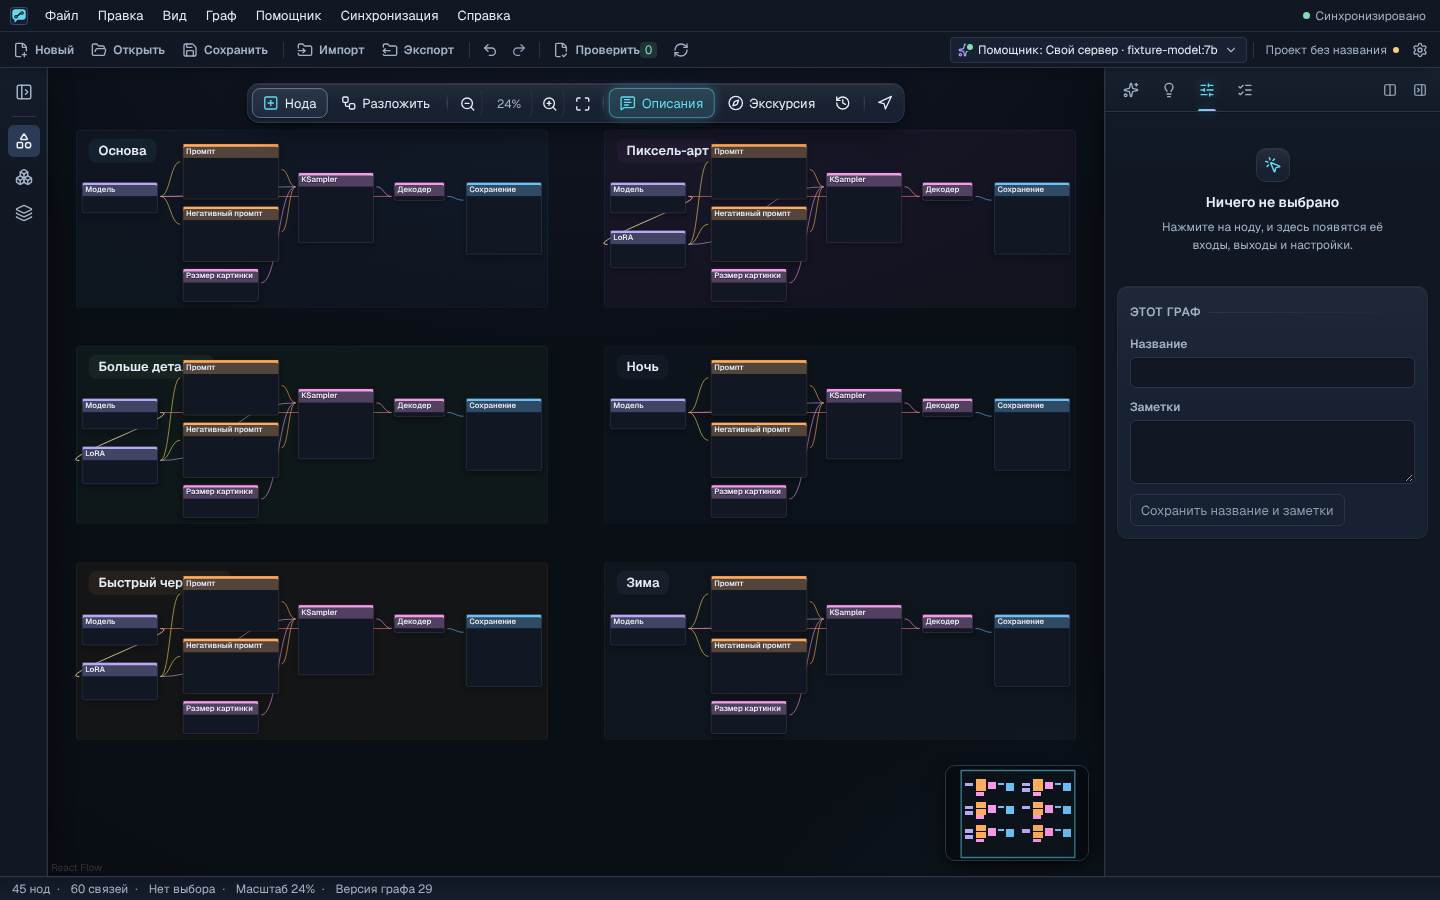 Файл Правка Вид Граф Помощник Синхронизация Справка Синхронизировано
Новый Открыть Сохранить Импорт Экспорт Проверить 0 Помощник: Свой сервер · fixture-model:7b Проект без названия
Нода Разложить 24% Описания Экскурсия
Основа
Промпт
Модель
KSampler
Декодер
Сохранение
Негативный промпт
Размер картинки
Пиксель-арт
Промпт
Модель
KSampler
Декодер
Сохранение
Негативный промпт
LoRA
Размер картинки
Больше дета
Промпт
Модель
KSampler
Декодер
Сохранение
Негативный промпт
LoRA
Размер картинки
Ночь
Промпт
Модель
KSampler
Декодер
Сохранение
Негативный промпт
Размер картинки
Быстрый чер
Промпт
Модель
KSampler
Декодер
Сохранение
Негативный промпт
LoRA
Размер картинки
Зима
Промпт
Модель
KSampler
Декодер
Сохранение
Негативный промпт
Размер картинки
React Flow
Ничего не выбрано
Нажмите на ноду, и здесь появятся её
входы, выходы и настройки.
ЭТОТ ГРАФ
Название
Заметки
Сохранить название и заметки
45 нод · 60 связей · Нет выбора · Масштаб 24% · Версия графа 29